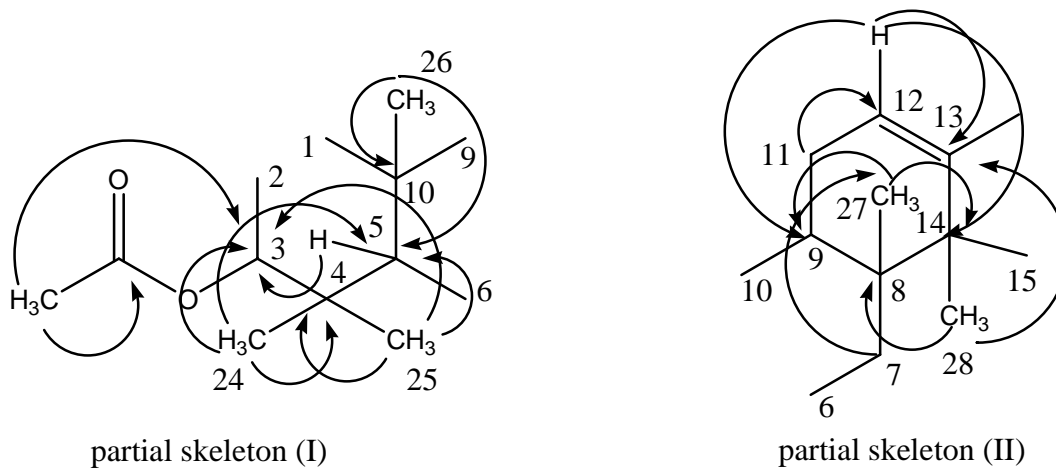 26
CH₃
1
9
10
2
5
O
H
3
4
H₃C
O
6
H₃C
CH₃
24
25
partial skeleton (I)
H
12
13
11
CH₃
27
14
9
15
10
8
CH₃
28
7
6
partial skeleton (II)